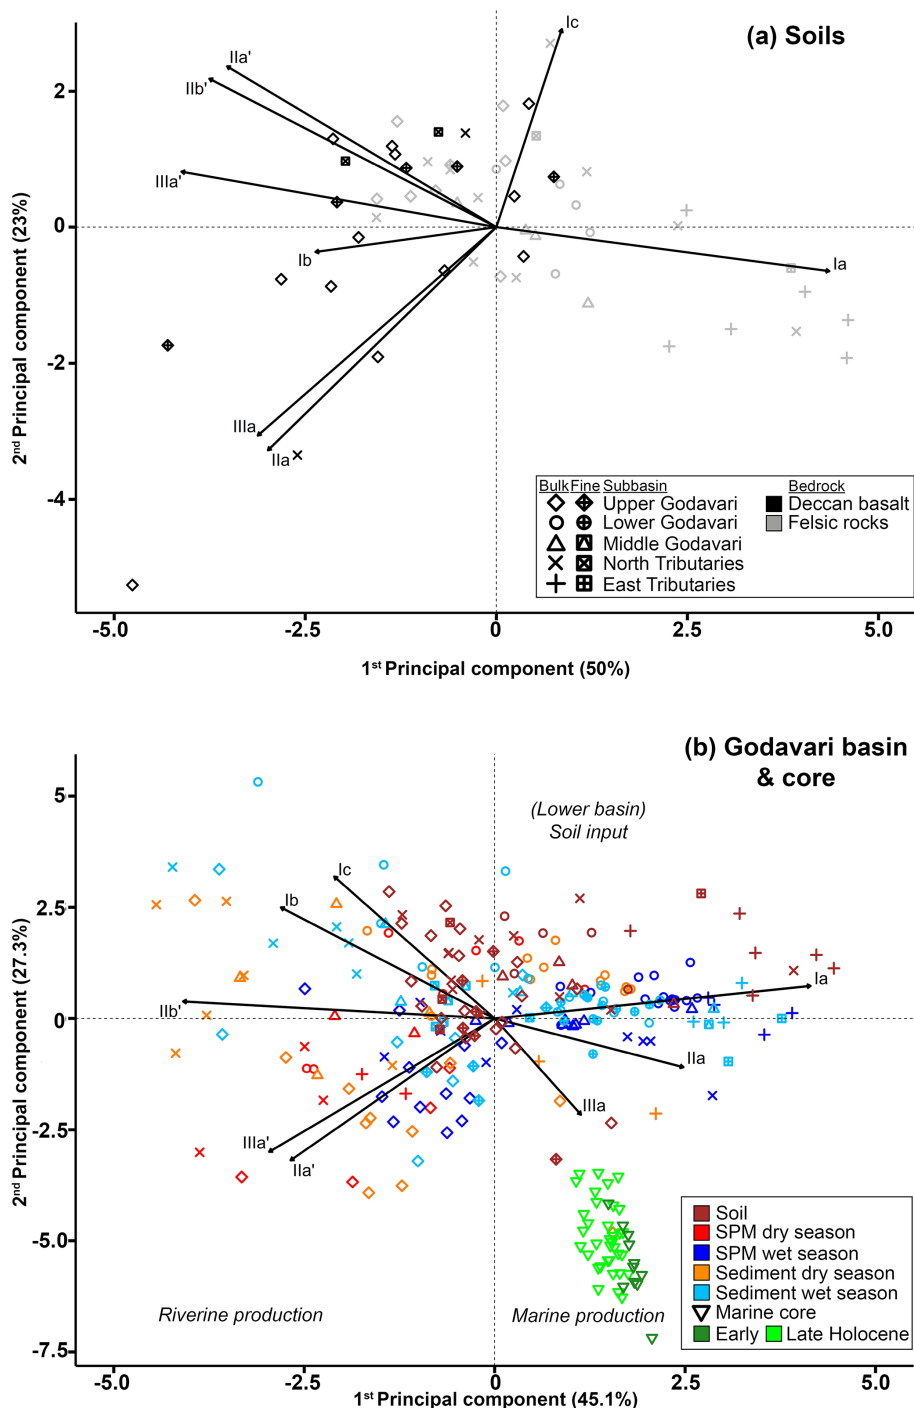 (a) Soils
Ic
IIa'
IIb'
IIIa'
Ib
Ia
IIIa
IIa
2
0
-2
-4
2nd Principal component (23%)
-5.0 -2.5 0 2.5 5.0
1st Principal component (50%)
Bulk Fine Subbasin Bedrock
Upper Godavari Deccan basalt
Lower Godavari Felsic rocks
Middle Godavari
North Tributaries
East Tributaries
(b) Godavari basin
& core
(Lower basin)
Soil input
Ic
Ib
IIb'
Ia
IIa
IIIa
IIIa'
IIa'
5
2.5
0
-2.5
-5.0
-7.5
2nd Principal component (27.3%)
Riverine production
Marine production
Soil
SPM dry season
SPM wet season
Sediment dry season
Sediment wet season
Marine core
Early Late Holocene
-5.0 -2.5 0 2.5 5.0
1st Principal component (45.1%)